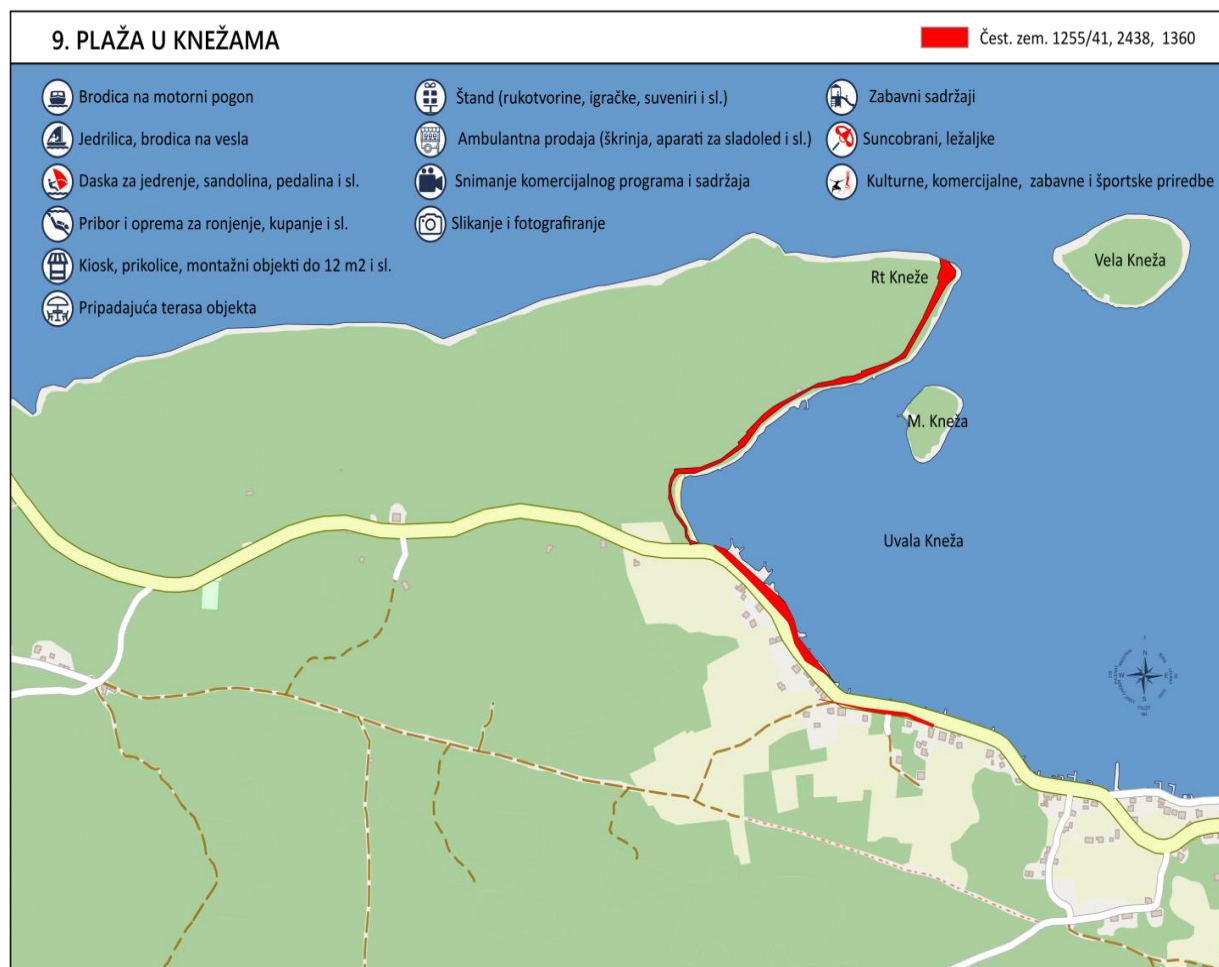 9. PLAŽA U KNEŽAMA
Čest. zem. 1255/41, 2438, 1360
Brodica na motorni pogon
Jedrilica, brodica na vesla
Daska za jedrenje, sandolina, pedalina i sl.
Pribor i oprema za ronjenje, kupanje i sl.
Kiosk, prikolice, montažni objekti do 12 m2 i sl.
Pripadajuća terasa objekta
Štand (rukotvorine, igračke, suveniri i sl.)
Ambulantna prodaja (škrinja, aparati za sladoled i sl.)
Snimanje komercijalnog programa i sadržaja
Slikanje i fotografiranje
Zabavni sadržaji
Suncobrani, ležaljke
Kulturne, komercijalne, zabavne i športske priredbe
Rt Kneže
Vela Kneža
M. Kneža
Uvala Kneža
N
W
E
S